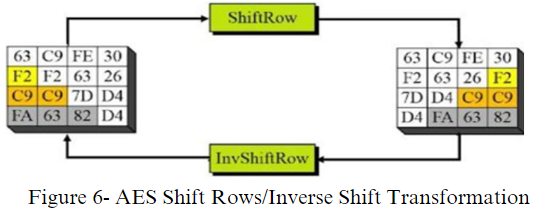 ShiftRow
63 C9 FE 30
F2 F2 63 26
C9 C9 7D D4
FA 63 82 D4
63 C9 FE 30
F2 63 26 F2
7D D4 C9 C9
D4 FA 63 82
InvShiftRow
Figure 6- AES Shift Rows/Inverse Shift Transformation